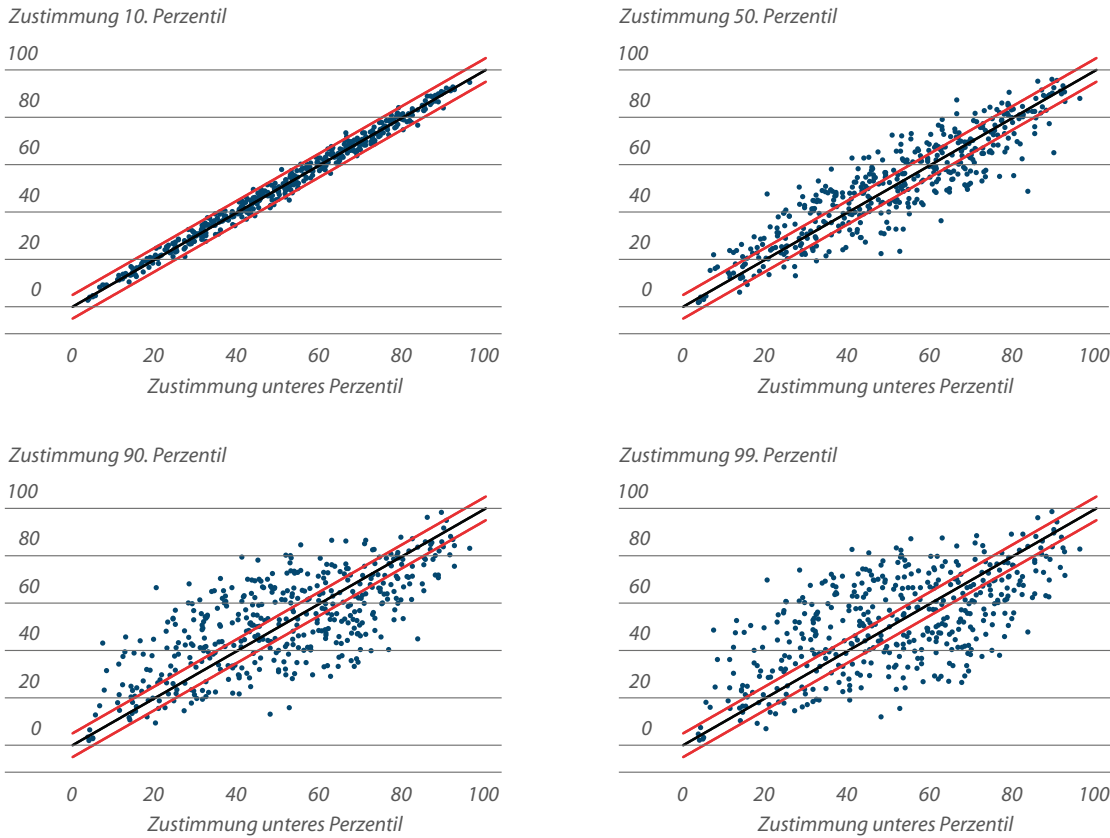 Zustimmung 10. Perzentil
100
80
60
40
20
0
0 20 40 60 80 100
Zustimmung unteres Perzentil
Zustimmung 50. Perzentil
100
80
60
40
20
0
0 20 40 60 80 100
Zustimmung unteres Perzentil
Zustimmung 90. Perzentil
100
80
60
40
20
0
0 20 40 60 80 100
Zustimmung unteres Perzentil
Zustimmung 99. Perzentil
100
80
60
40
20
0
0 20 40 60 80 100
Zustimmung unteres Perzentil